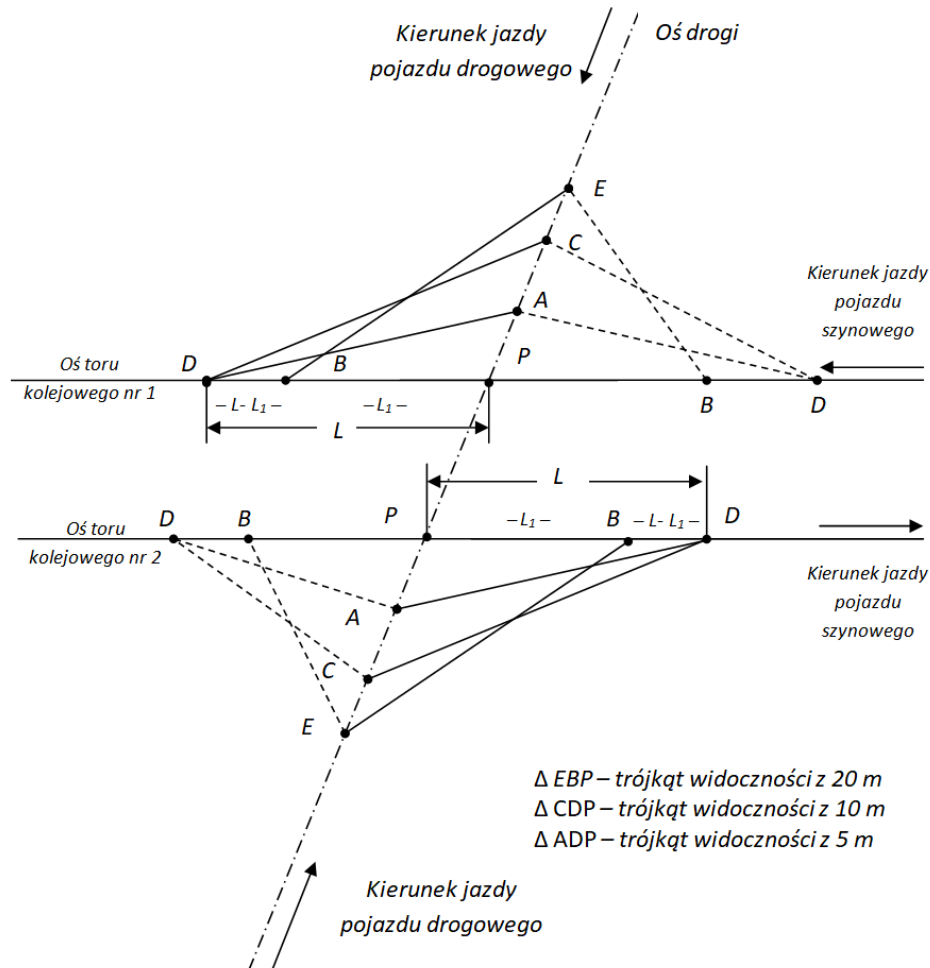 Kierunek jazdy
pojazdu drogowego
Oś drogi
E
C
A
Kierunek jazdy
pojazdu
szynowego
Oś toru
kolejowego nr 1
D
B
P
B
D
– L- L₁ –
– L₁ –
L
L
Oś toru
kolejowego nr 2
D
B
P
– L₁ –
B
– L- L₁ –
D
A
C
E
Kierunek jazdy
pojazdu
szynowego
Δ EBP – trójkąt widoczności z 20 m
Δ CDP – trójkąt widoczności z 10 m
Δ ADP – trójkąt widoczności z 5 m
Kierunek jazdy
pojazdu drogowego